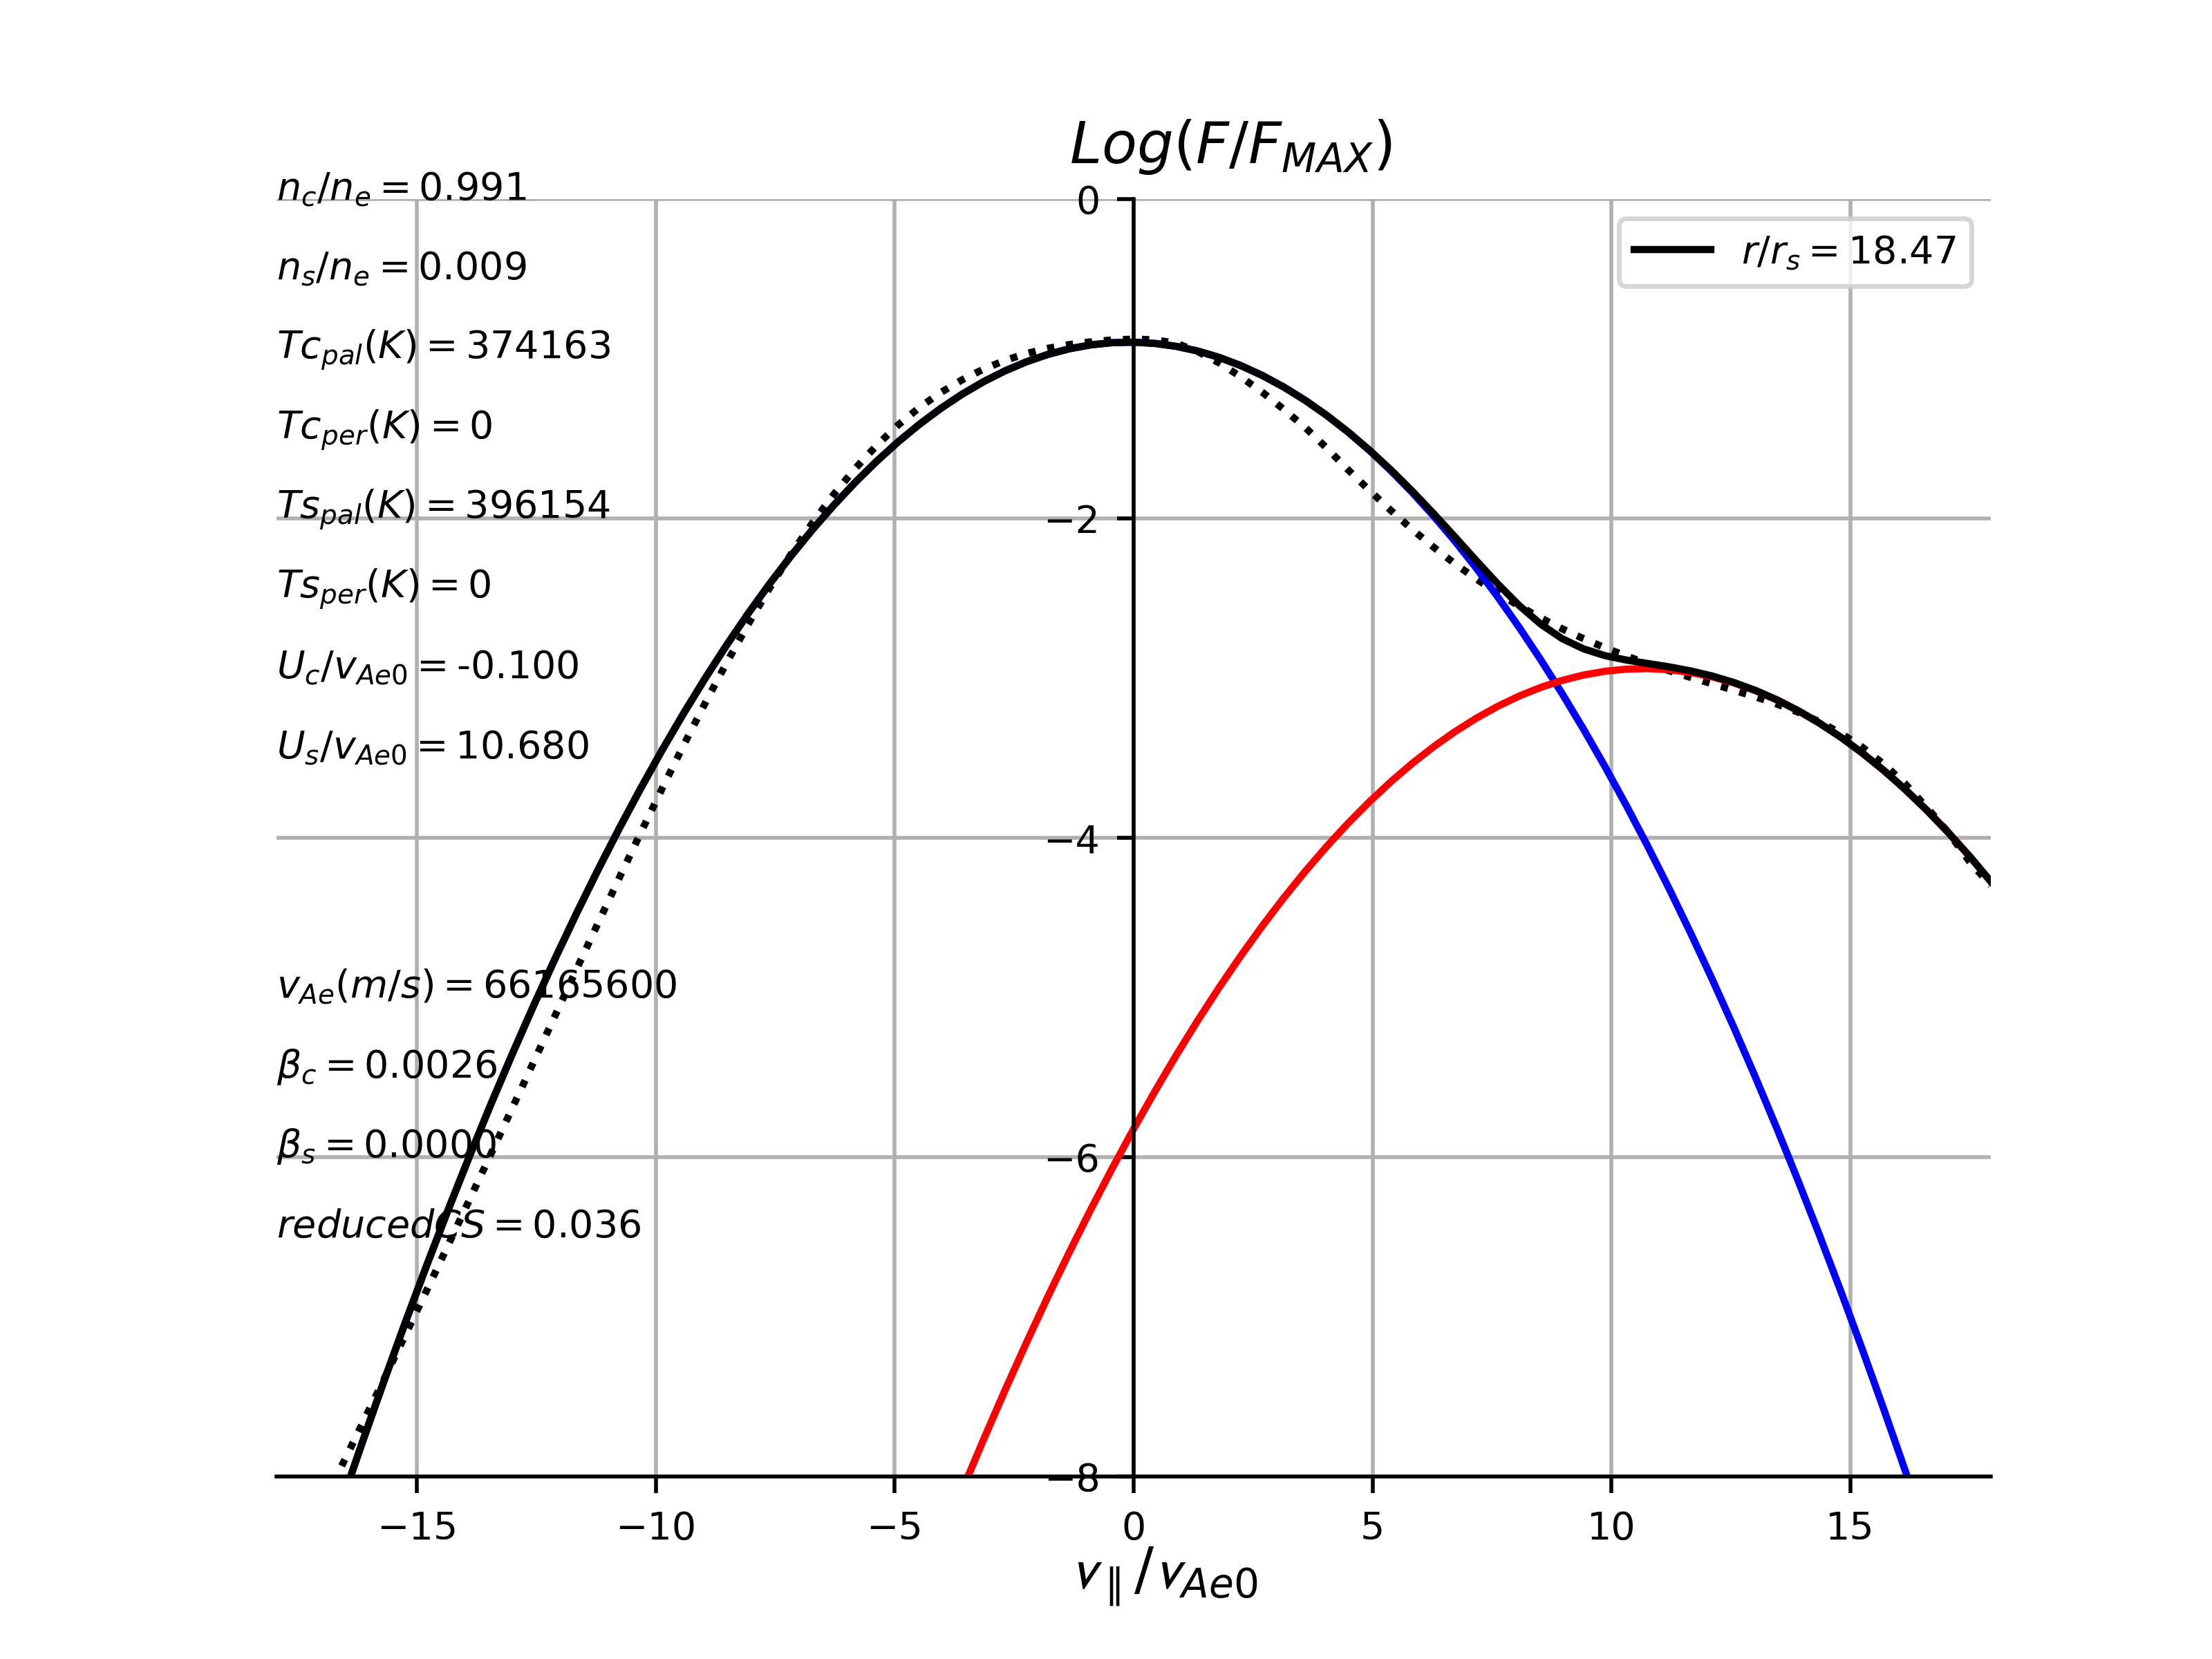 Log(F/F_MAX)
n_c/n_e = 0.991
n_s/n_e = 0.009
Tc_pal(K) = 374163
Tc_per(K) = 0
Ts_pal(K) = 396154
Ts_per(K) = 0
U_c/v_Ae0 = -0.100
U_s/v_Ae0 = 10.680
v_Ae(m/s) = 66165600
β_c = 0.0026
β_s = 0.0000
reducedCS = 0.036
r/r_s = 18.47
0
−2
−4
−6
−8
−15 −10 −5 0 5 10 15
v_∥/v_Ae0